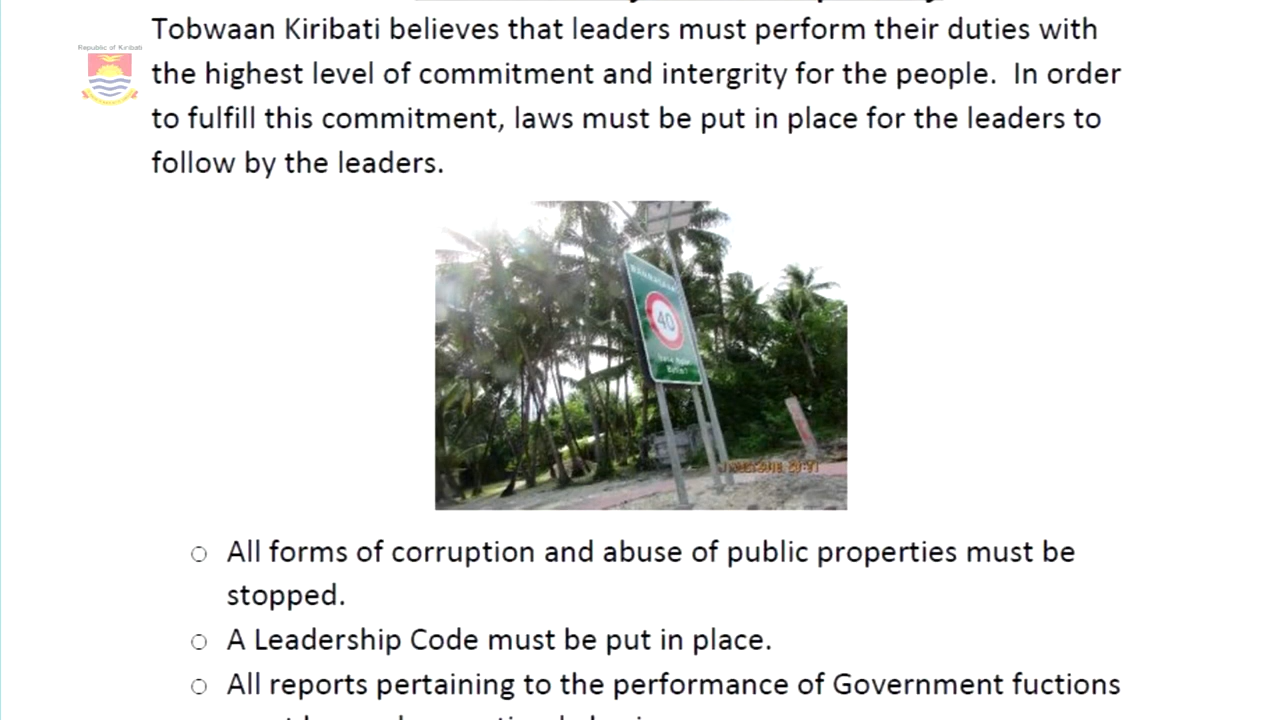 Republic of Kiribati
Tobwaan Kiribati believes that leaders must perform their duties with
the highest level of commitment and intergrity for the people. In order
to fulfill this commitment, laws must be put in place for the leaders to
follow by the leaders.
40
○ All forms of corruption and abuse of public properties must be
stopped.
○ A Leadership Code must be put in place.
○ All reports pertaining to the performance of Government fuctions